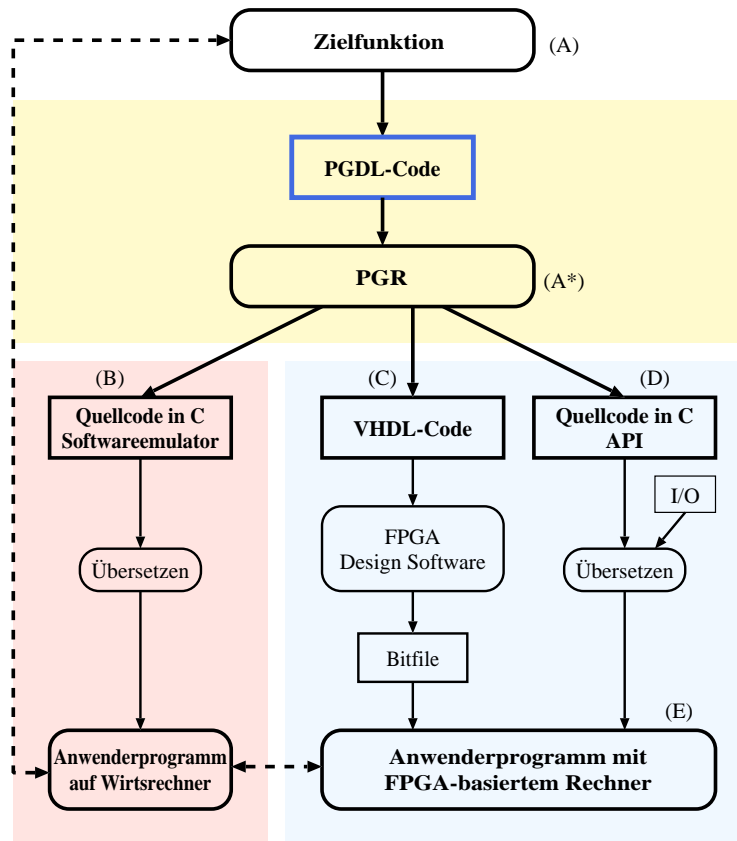 Zielfunktion
(A)
PGDL-Code
PGR
(A*)
(B)
(C)
(D)
Quellcode in C
Softwareemulator
VHDL-Code
Quellcode in C
API
I/O
FPGA
Design Software
Übersetzen
Übersetzen
Bitfile
(E)
Anwenderprogramm
auf Wirtsrechner
Anwenderprogramm mit
FPGA-basiertem Rechner